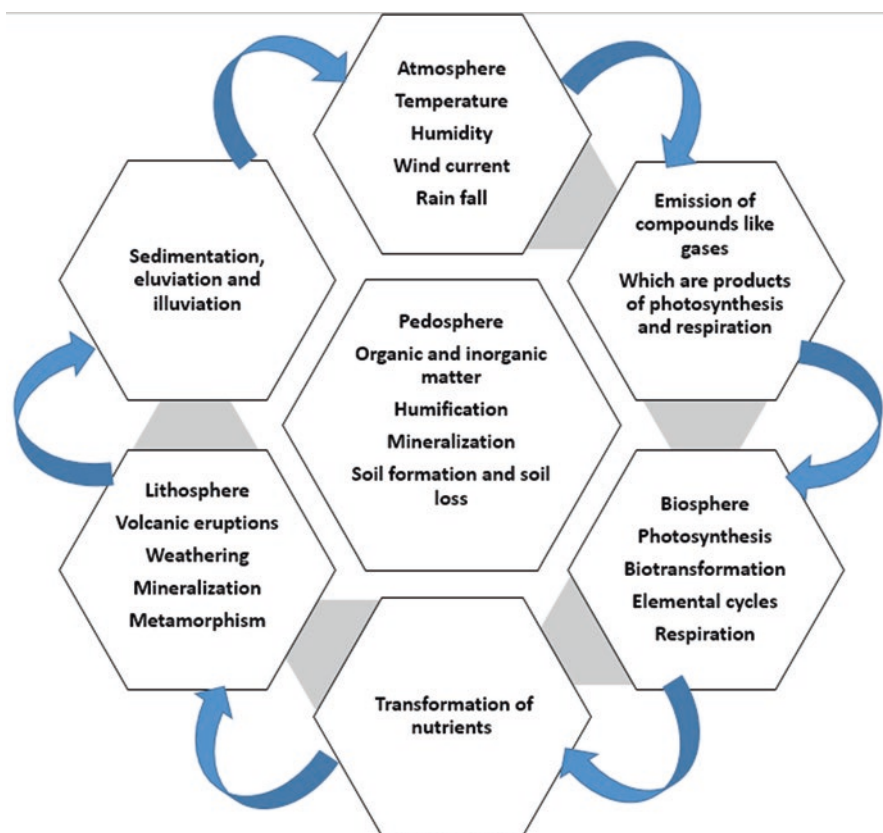 Atmosphere
Temperature
Humidity
Wind current
Rain fall
Emission of
compounds like
gases
Which are products
of photosynthesis
and respiration
Sedimentation,
eluviation and
illuviation
Pedosphere
Organic and inorganic
matter
Humification
Mineralization
Soil formation and soil
loss
Lithosphere
Volcanic eruptions
Weathering
Mineralization
Metamorphism
Biosphere
Photosynthesis
Biotransformation
Elemental cycles
Respiration
Transformation of
nutrients